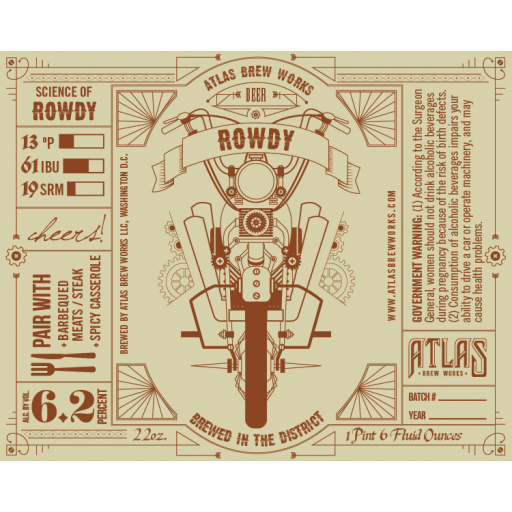 SCIENCE OF
ROWDY
13 °P
61 IBU
19 SRM
cheers!
PAIR WITH
• BARBEQUED
MEATS / STEAK
• SPICY CASSEROLE
ALC. BY VOL.
6.2
PERCENT
BREWED BY ATLAS BREW WORKS LLC, WASHINGTON D.C.
ATLAS BREW WORKS
BEER
ROWDY
BREWED IN THE DISTRICT
22oz.
1 Pint 6 Fluid Ounces
WWW.ATLASBREWWORKS.COM
GOVERNMENT WARNING: (1) According to the Surgeon
General, women should not drink alcoholic beverages
during pregnancy because of the risk of birth defects.
(2) Consumption of alcoholic beverages impairs your
ability to drive a car or operate machinery, and may
cause health problems.
ATLAS
• BREW WORKS •
BATCH #
YEAR